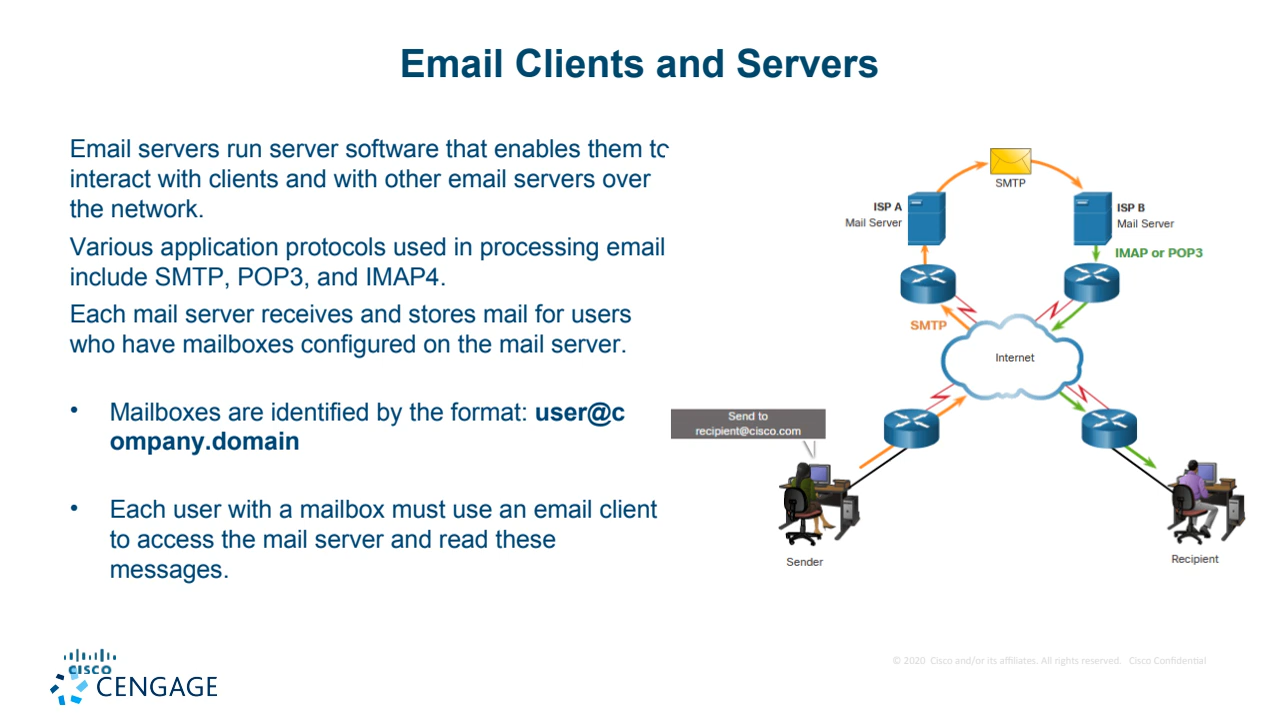 Email Clients and Servers
Email servers run server software that enables them to
interact with clients and with other email servers over
the network.
Various application protocols used in processing email
include SMTP, POP3, and IMAP4.
Each mail server receives and stores mail for users
who have mailboxes configured on the mail server.
• Mailboxes are identified by the format: user@c
ompany.domain
• Each user with a mailbox must use an email client
to access the mail server and read these
messages.
SMTP
ISP A
Mail Server
ISP B
Mail Server
IMAP or POP3
SMTP
Internet
Send to
recipient@cisco.com
Sender
Recipient
CISCO
CENGAGE
© 2020 Cisco and/or its affiliates. All rights reserved. Cisco Confidential